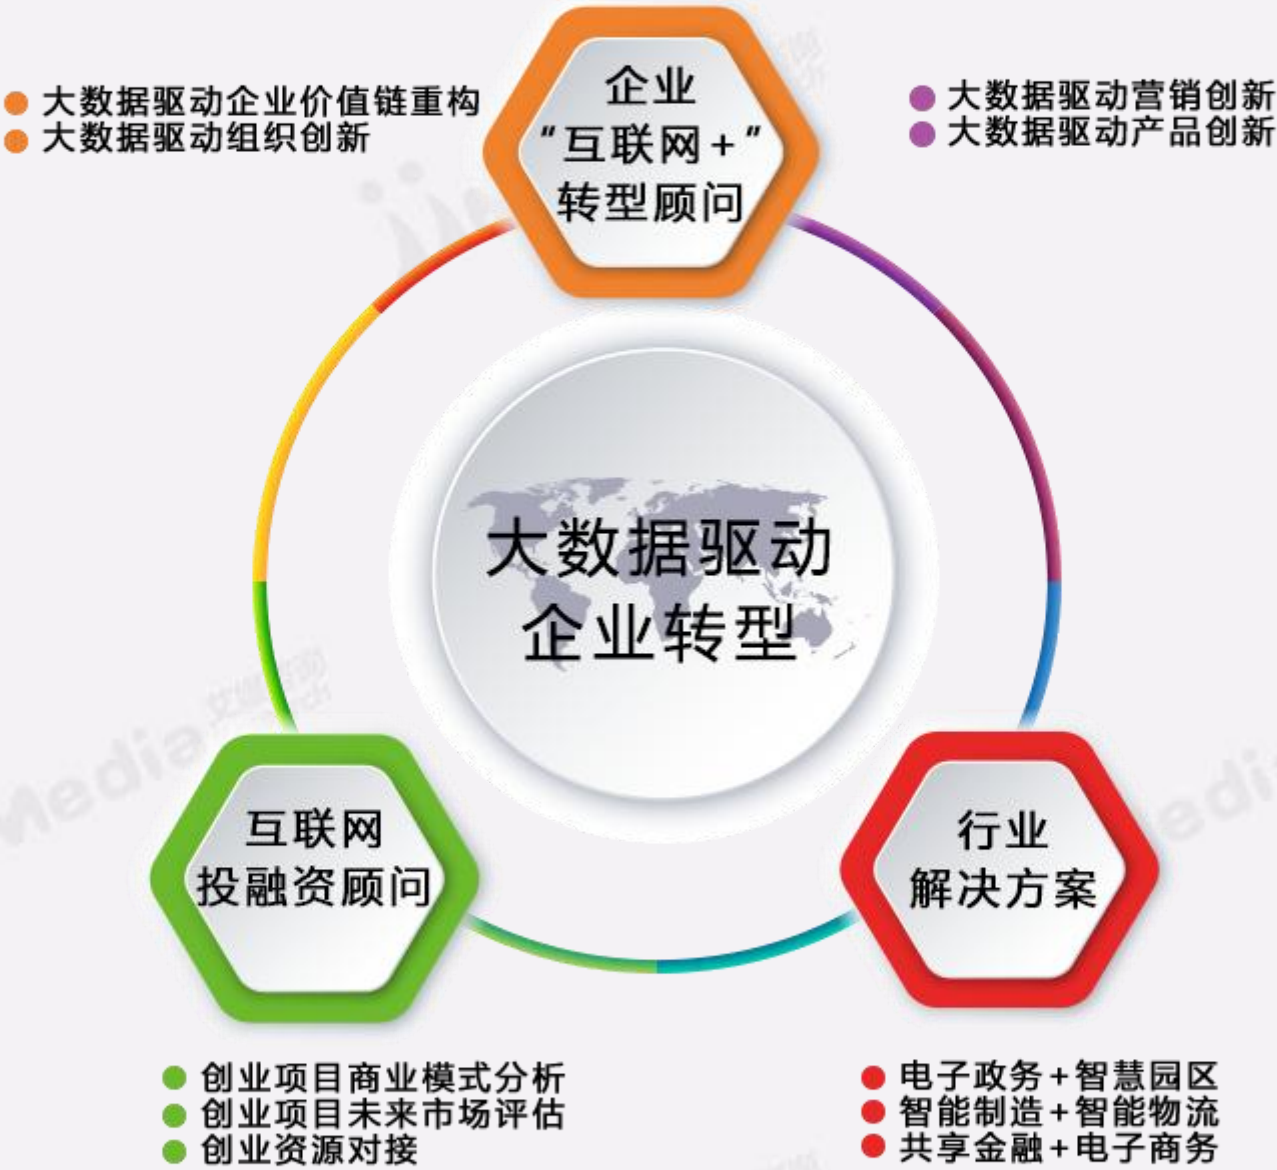 企业
“互联网+”
转型顾问
大数据驱动企业价值链重构
大数据驱动组织创新
大数据驱动营销创新
大数据驱动产品创新
大数据驱动
企业转型
互联网
投融资顾问
行业
解决方案
创业项目商业模式分析
创业项目未来市场评估
创业资源对接
电子政务+智慧园区
智能制造+智能物流
共享金融+电子商务